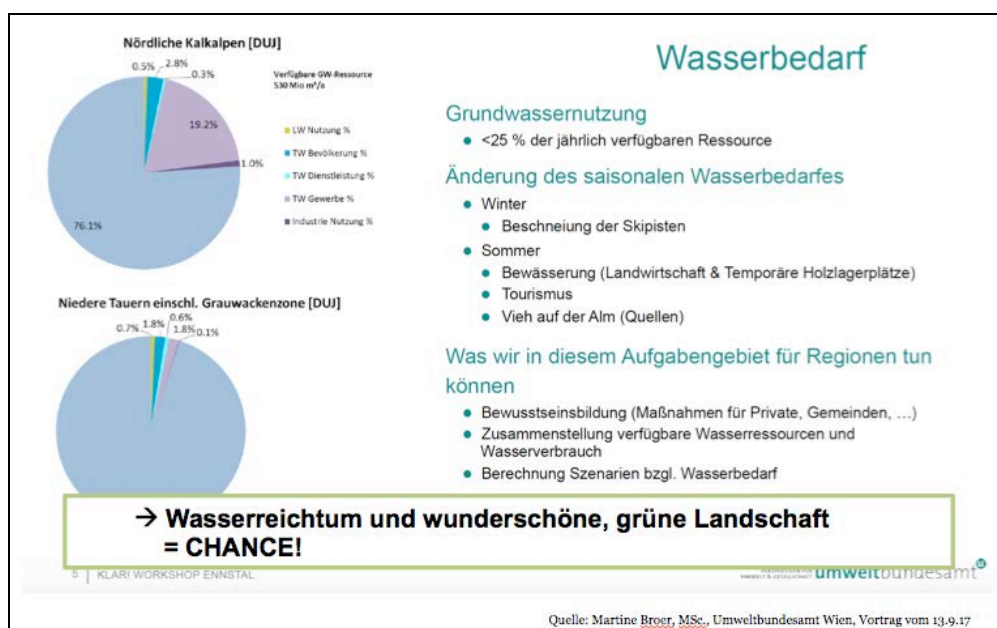 Nördliche Kalkalpen [DUJ]
0.5%
2.8%
0.3%
19.2%
1.0%
76.1%
Verfügbare GW-Ressource
530 Mio m³/a
LW Nutzung %
TW Bevölkerung %
TW Dienstleistung %
TW Gewerbe %
Industrie Nutzung %
Niedere Tauern einschl. Grauwackenzone [DUJ]
0.7%
1.8%
0.6%
1.8%
0.1%
Wasserbedarf
Grundwassernutzung
<25 % der jährlich verfügbaren Ressource
Änderung des saisonalen Wasserbedarfes
Winter
Beschneiung der Skipisten
Sommer
Bewässerung (Landwirtschaft & Temporäre Holzlagerplätze)
Tourismus
Vieh auf der Alm (Quellen)
Was wir in diesem Aufgabengebiet für Regionen tun
können
Bewusstseinsbildung (Maßnahmen für Private, Gemeinden, …)
Zusammenstellung verfügbare Wasserressourcen und
Wasserverbrauch
Berechnung Szenarien bzgl. Wasserbedarf
→ Wasserreichtum und wunderschöne, grüne Landschaft
= CHANCE!
5 | KLARI WORKSHOP ENNSTAL
umweltbundesamt
Quelle: Martine Broer, MSc., Umweltbundesamt Wien, Vortrag vom 13.9.17